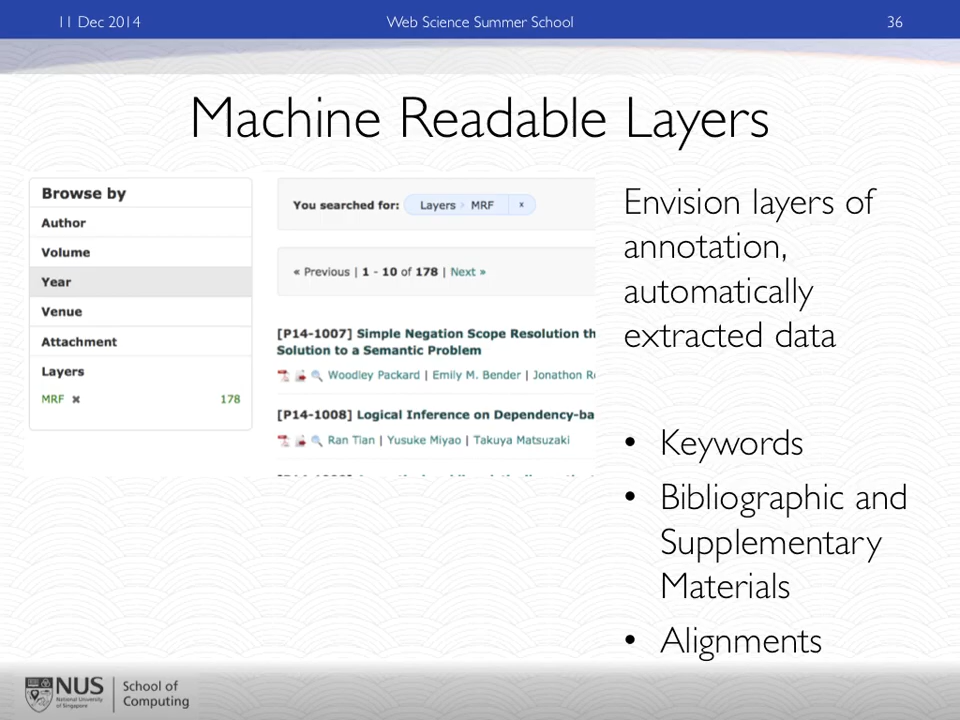 11 Dec 2014
Web Science Summer School
36
Machine Readable Layers
Browse by
Author
Volume
Year
Venue
Attachment
Layers
MRF ✖ 178
You searched for: Layers > MRF x
« Previous | 1 - 10 of 178 | Next »
[P14-1007] Simple Negation Scope Resolution th
Solution to a Semantic Problem
Woodley Packard | Emily M. Bender | Jonathon R
[P14-1008] Logical Inference on Dependency-ba
Ran Tian | Yusuke Miyao | Takuya Matsuzaki
Envision layers of
annotation,
automatically
extracted data
• Keywords
• Bibliographic and
Supplementary
Materials
• Alignments
NUS
National University
of Singapore
School of
Computing